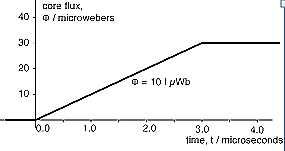 core flux,
Φ / microwebers
40
30
20
10
Φ = 10 t µWb
0.0 1.0 2.0 3.0 4.0
time, t / microseconds